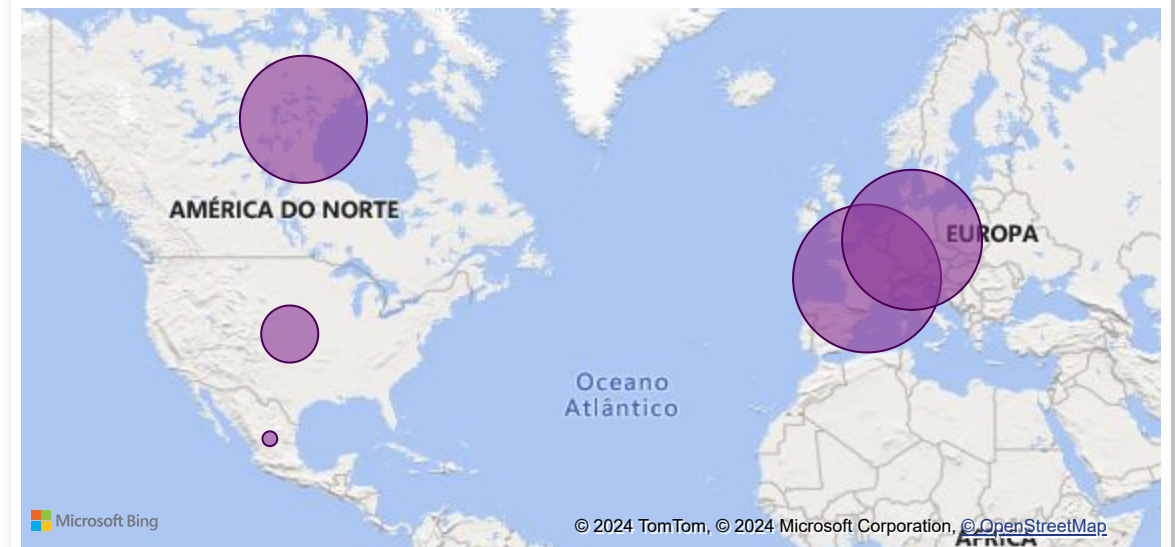 AMÉRICA DO NORTE
EUROPA
Oceano
Atlântico
Microsoft Bing
© 2024 TomTom, © 2024 Microsoft Corporation, © OpenStreetMap
ÁFRICA